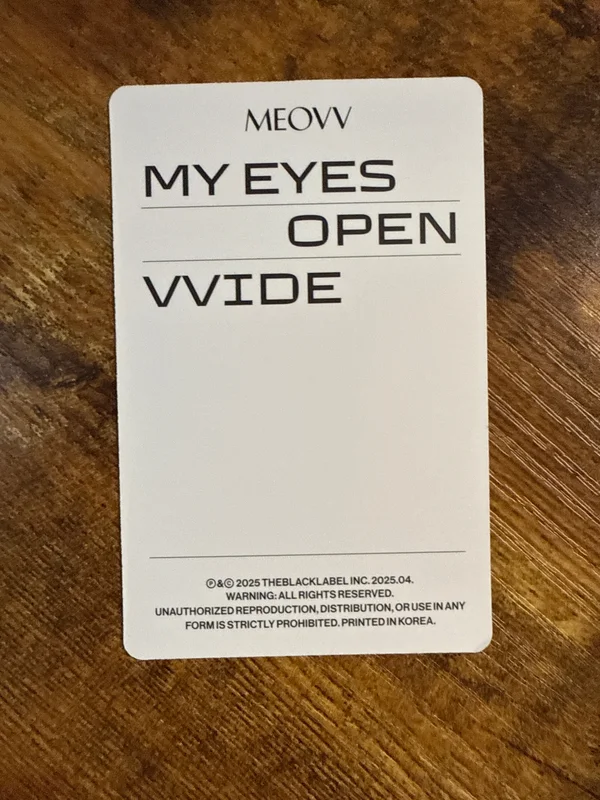 MEOVV
MY EYES
OPEN
VVIDE
℗&© 2025 THEBLACKLABEL INC. 2025.04.
WARNING: ALL RIGHTS RESERVED.
UNAUTHORIZED REPRODUCTION, DISTRIBUTION, OR USE IN ANY
FORM IS STRICTLY PROHIBITED. PRINTED IN KOREA.